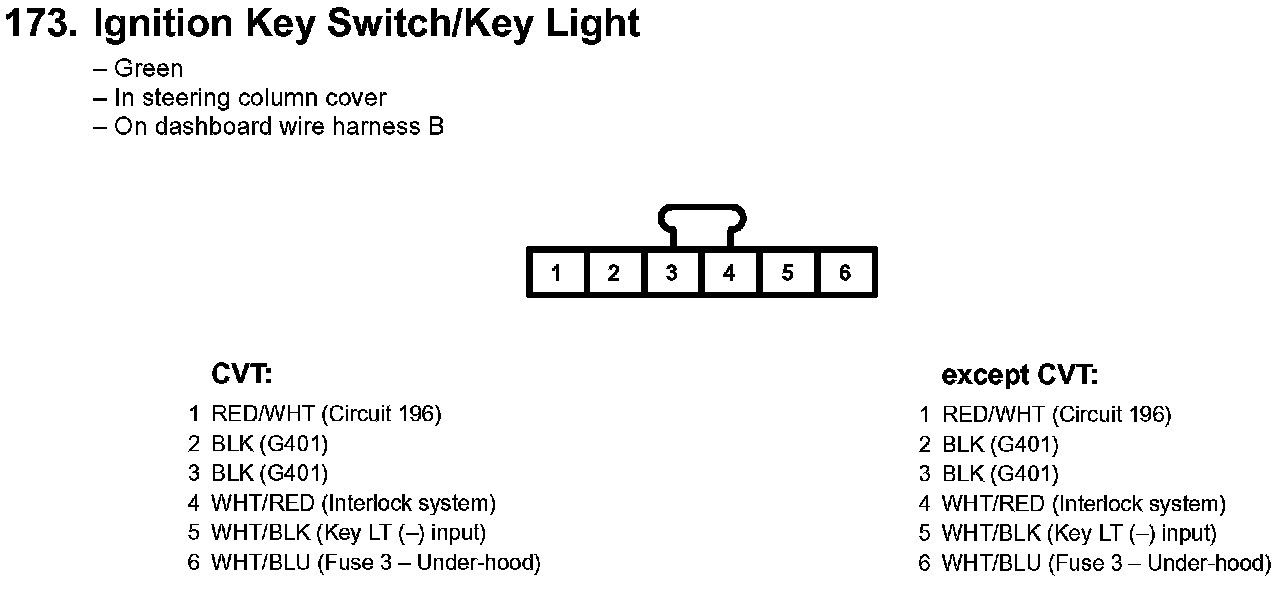 173. Ignition Key Switch/Key Light
– Green
– In steering column cover
– On dashboard wire harness B
1 2 3 4 5 6
CVT:
1 RED/WHT (Circuit 196)
2 BLK (G401)
3 BLK (G401)
4 WHT/RED (Interlock system)
5 WHT/BLK (Key LT (–) input)
6 WHT/BLU (Fuse 3 – Under-hood)
except CVT:
1 RED/WHT (Circuit 196)
2 BLK (G401)
3 BLK (G401)
4 WHT/RED (Interlock system)
5 WHT/BLK (Key LT (–) input)
6 WHT/BLU (Fuse 3 – Under-hood)